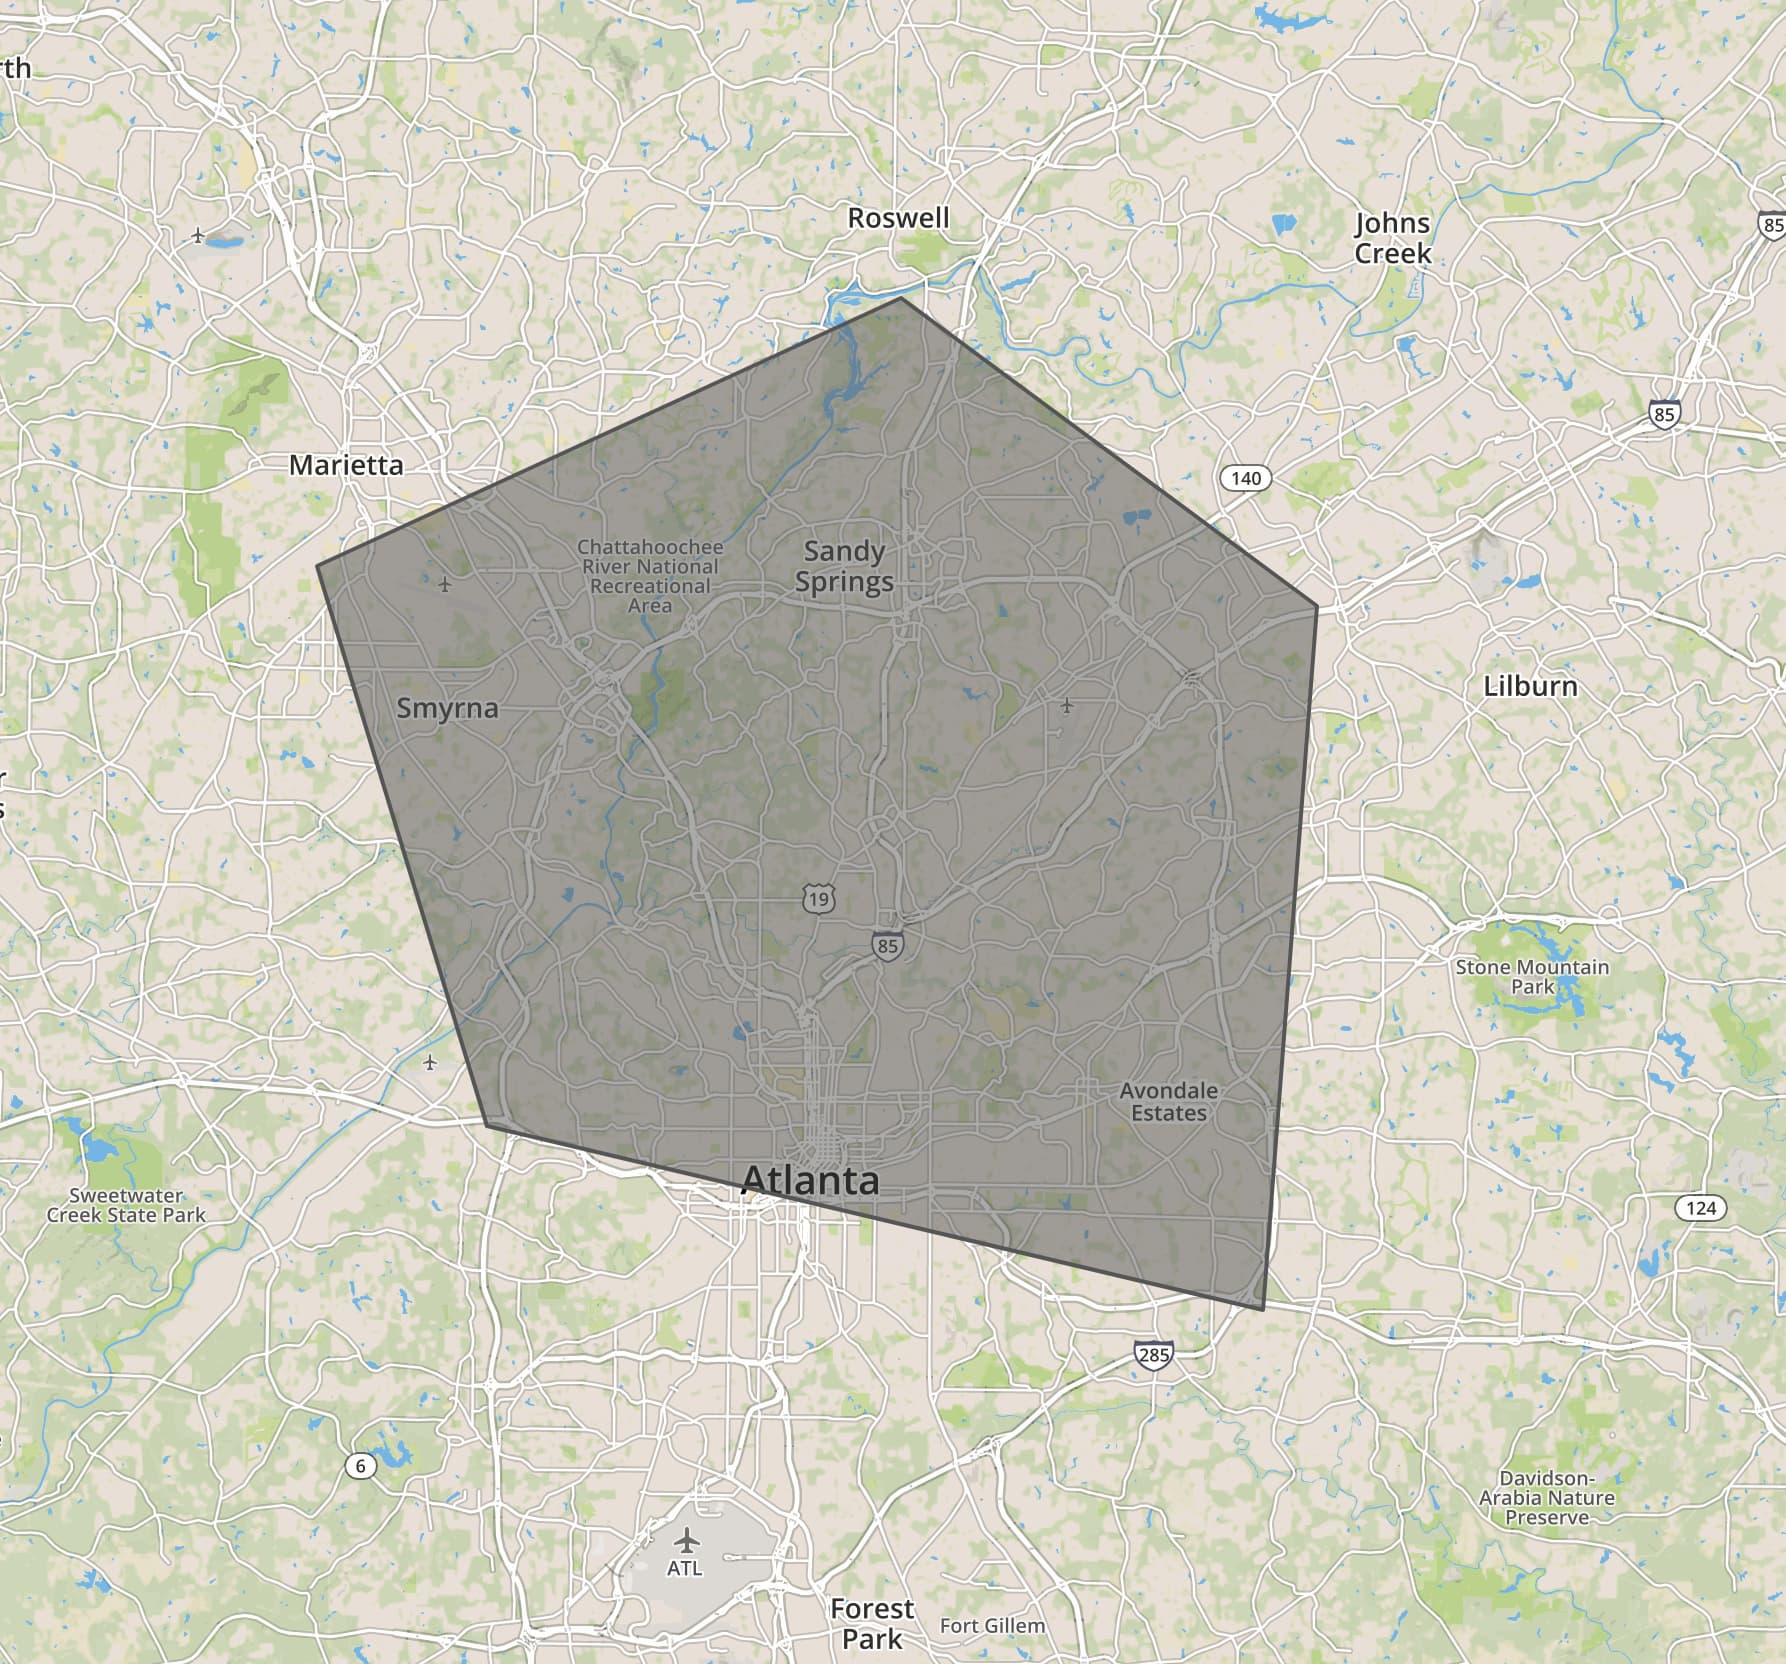 th
Roswell
Johns
Creek
85
85
Marietta
140
Chattahoochee
River National
Recreational
Area
Sandy
Springs
Lilburn
Smyrna
r
s
19
85
Stone Mountain
Park
Avondale
Estates
Atlanta
Sweetwater
Creek State Park
124
285
6
Davidson-
Arabia Nature
Preserve
ATL
Forest
Park
Fort Gillem